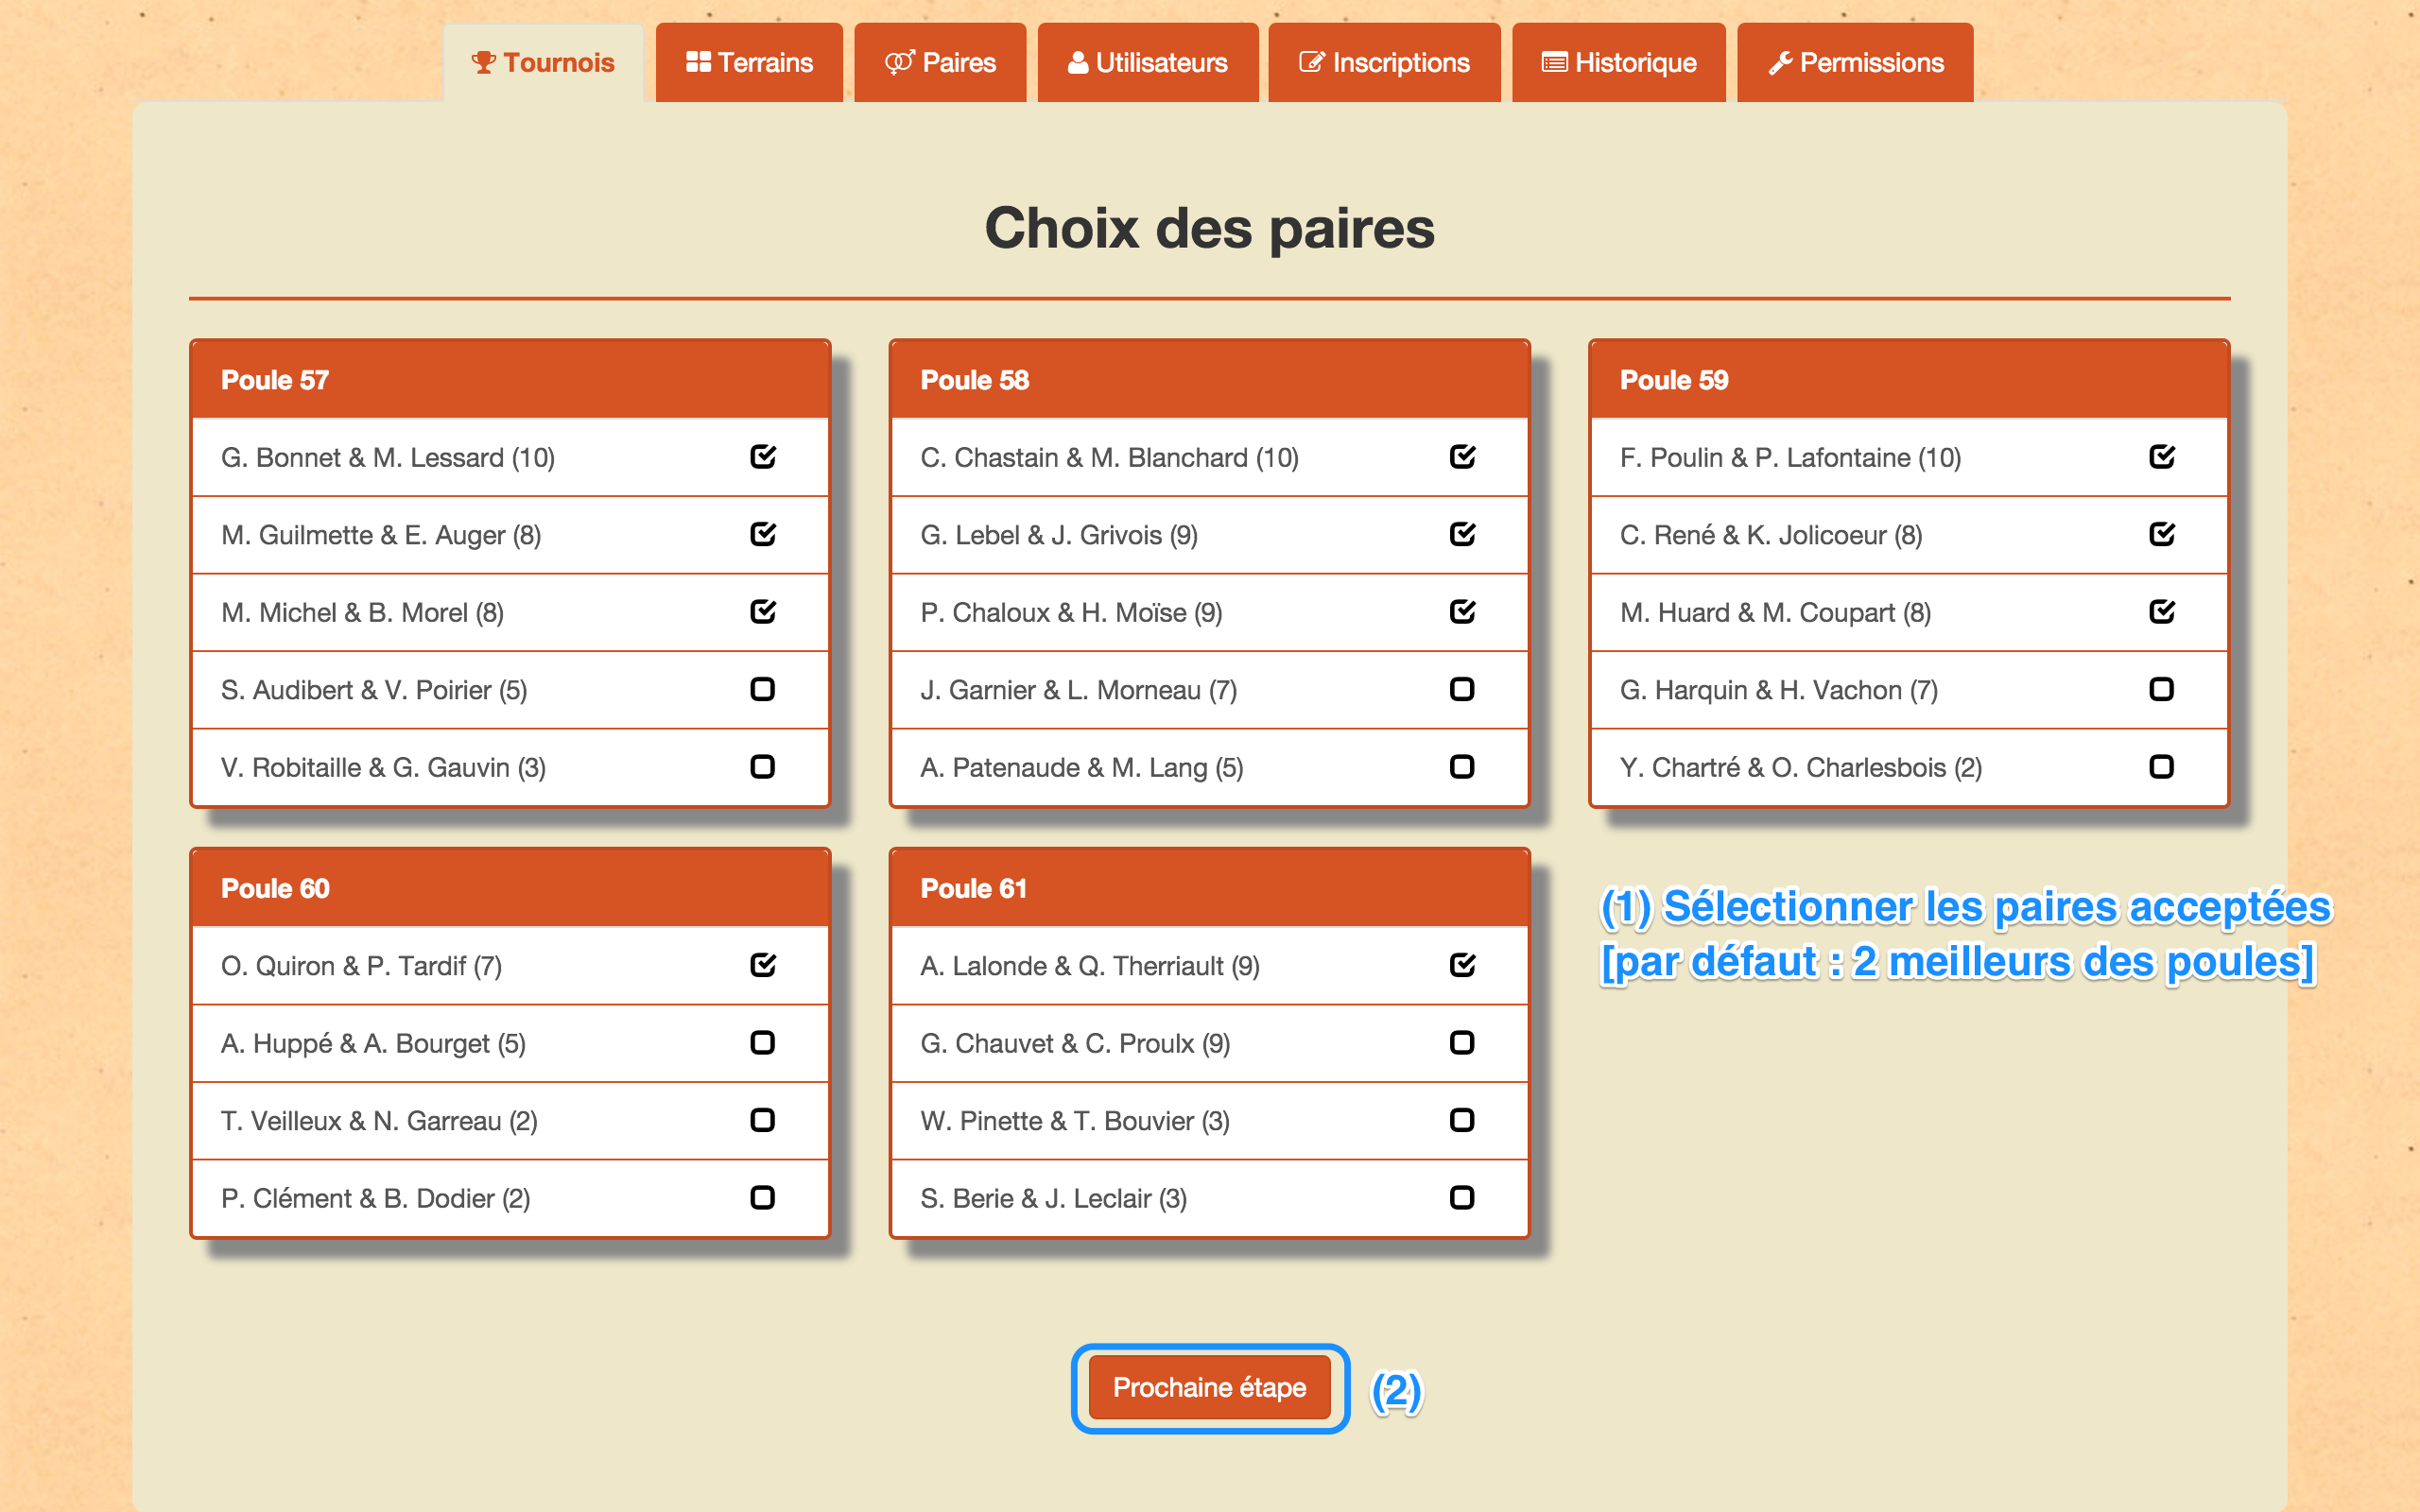 Tournois
Terrains
Paires
Utilisateurs
Inscriptions
Historique
Permissions
Choix des paires
Poule 57
G. Bonnet & M. Lessard (10)
M. Guilmette & E. Auger (8)
M. Michel & B. Morel (8)
S. Audibert & V. Poirier (5)
V. Robitaille & G. Gauvin (3)
Poule 58
C. Chastain & M. Blanchard (10)
G. Lebel & J. Grivois (9)
P. Chaloux & H. Moïse (9)
J. Garnier & L. Morneau (7)
A. Patenaude & M. Lang (5)
Poule 59
F. Poulin & P. Lafontaine (10)
C. René & K. Jolicoeur (8)
M. Huard & M. Coupart (8)
G. Harquin & H. Vachon (7)
Y. Chartré & O. Charlesbois (2)
Poule 60
O. Quiron & P. Tardif (7)
A. Huppé & A. Bourget (5)
T. Veilleux & N. Garreau (2)
P. Clément & B. Dodier (2)
Poule 61
A. Lalonde & Q. Therriault (9)
G. Chauvet & C. Proulx (9)
W. Pinette & T. Bouvier (3)
S. Berie & J. Leclair (3)
(1) Sélectionner les paires acceptées
[par défaut : 2 meilleurs des poules]
Prochaine étape
(2)